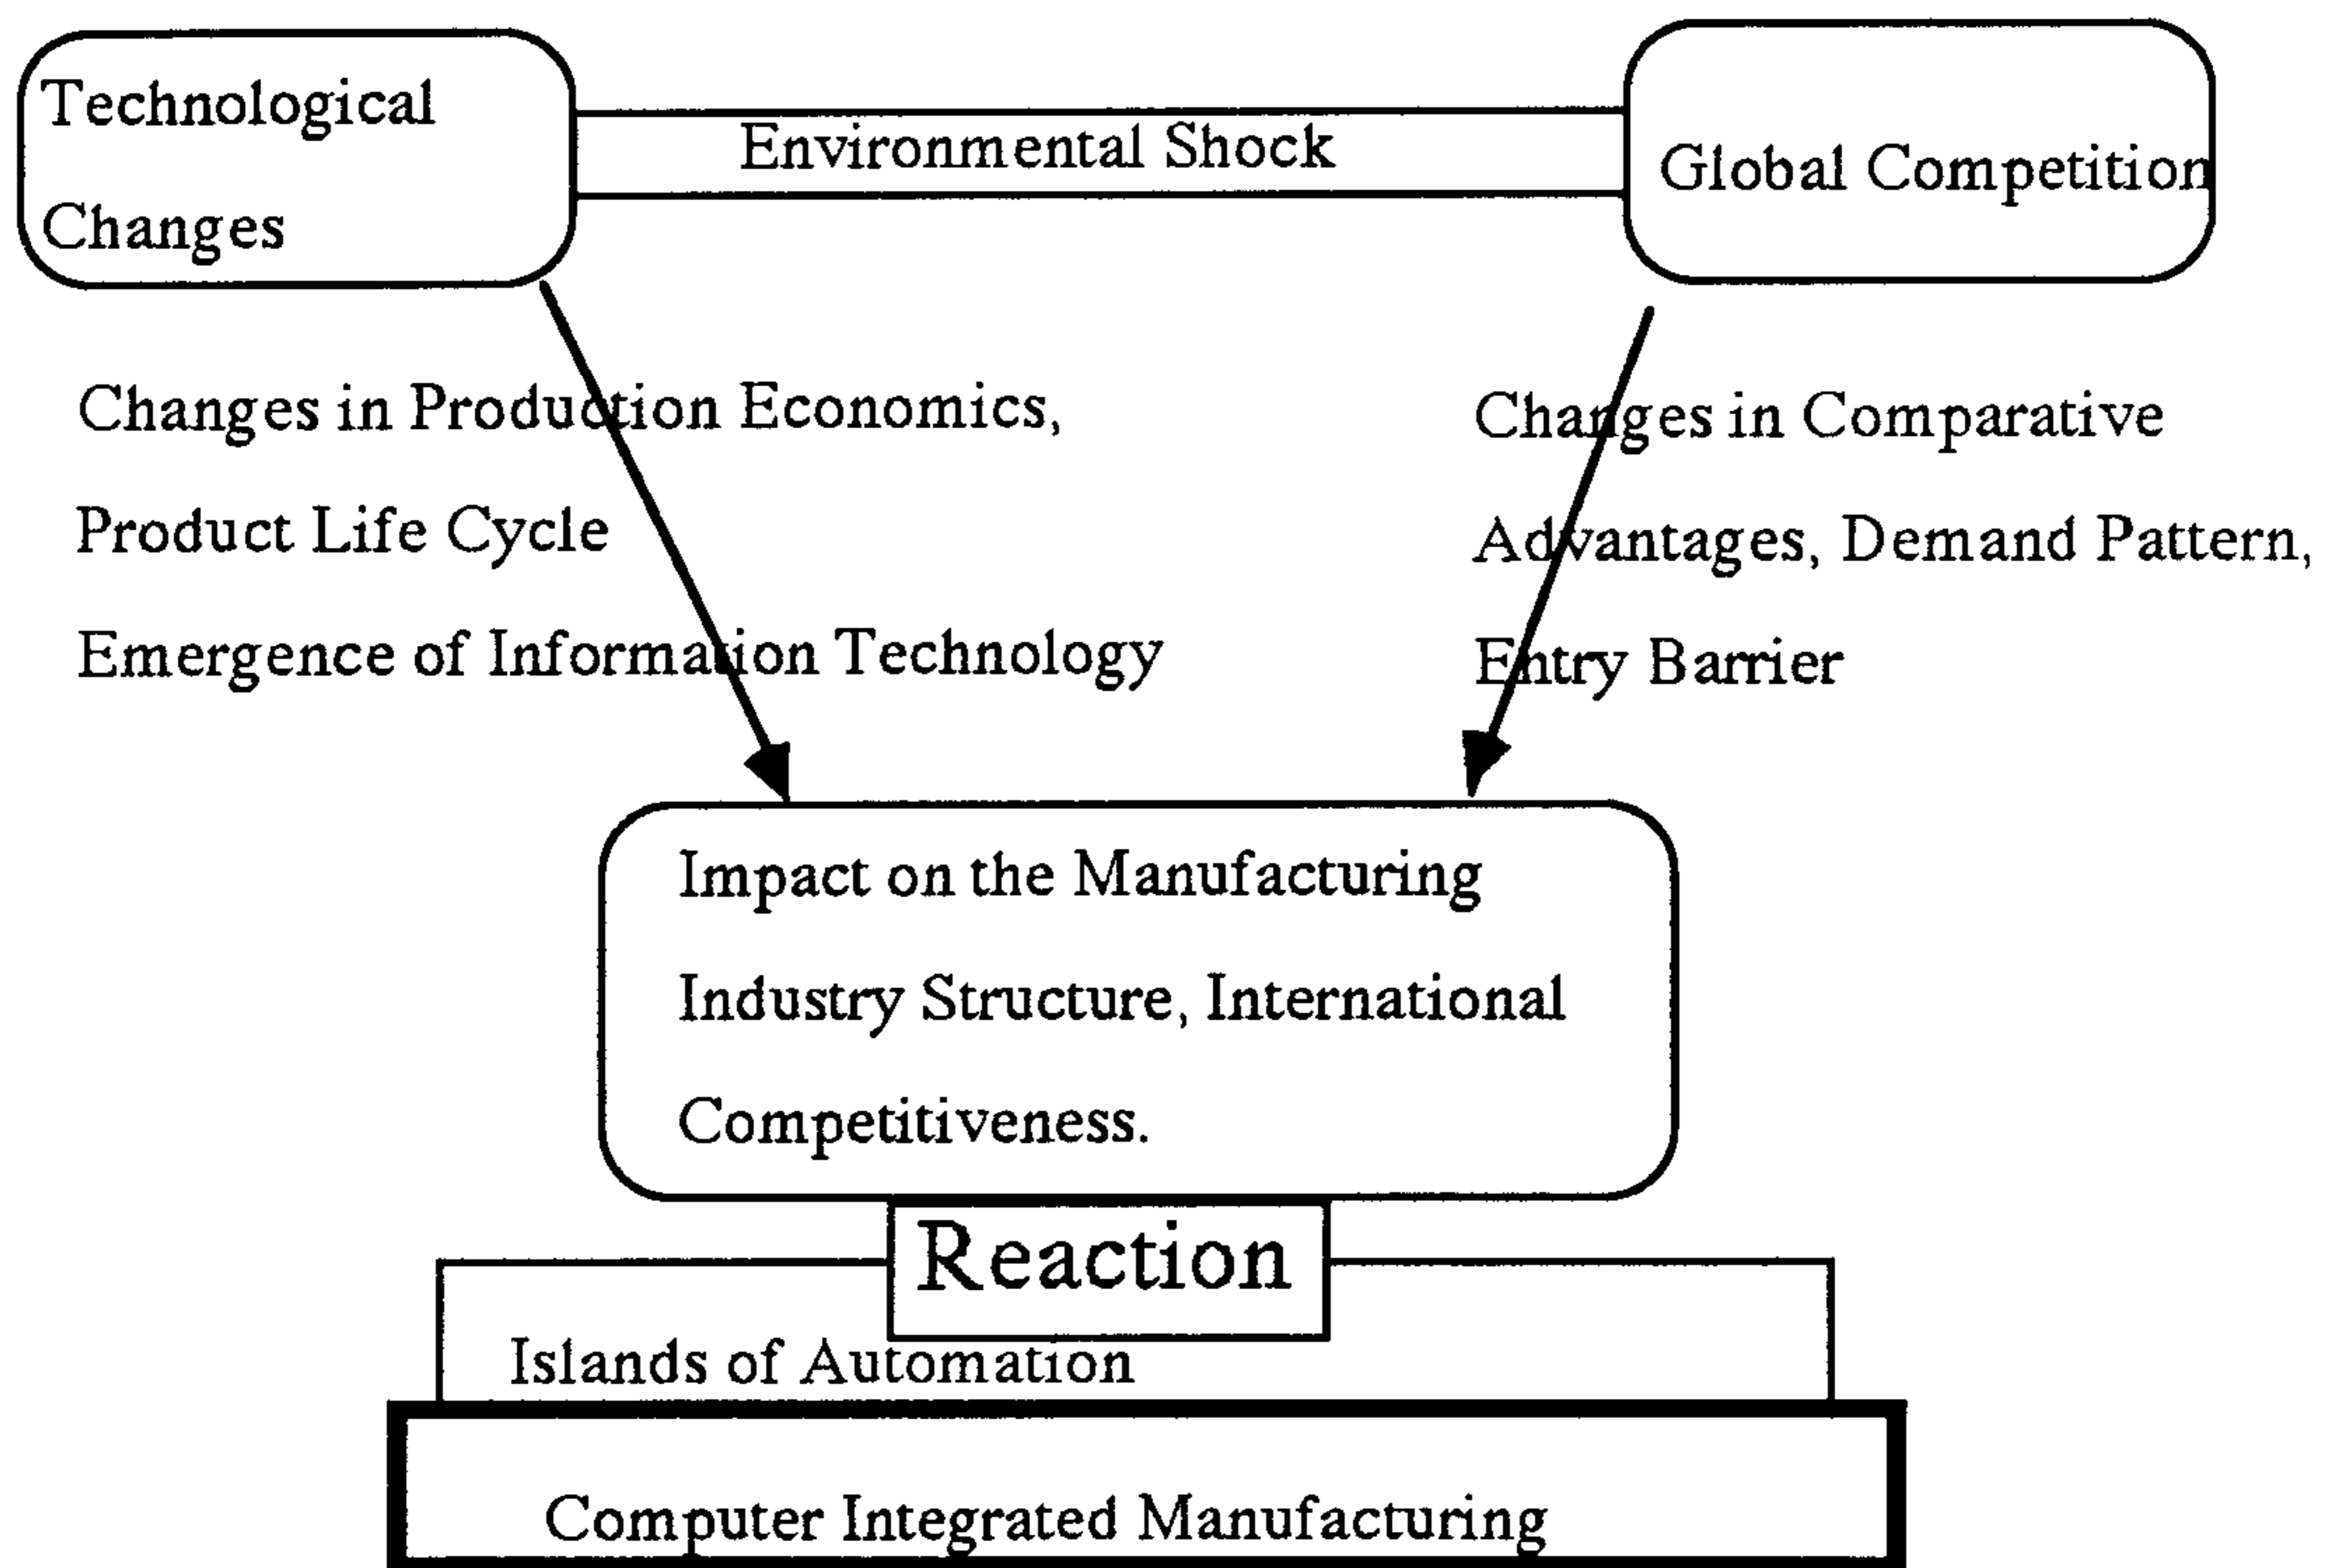 Technological
Changes
Environmental Shock
Global Competition
Changes in Production Economics,
Product Life Cycle
Emergence of Information Technology
Changes in Comparative
Advantages, Demand Pattern,
Entry Barrier
Impact on the Manufacturing
Industry Structure, International
Competitiveness.
Reaction
Islands of Automation
Computer Integrated Manufacturing